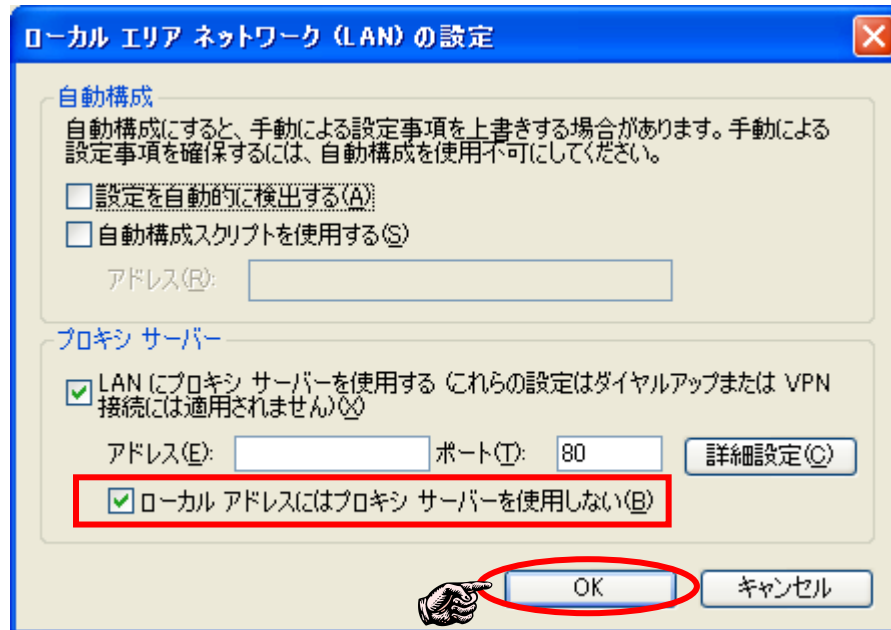 ローカル エリア ネットワーク (LAN) の設定
自動構成
自動構成にすると、手動による設定事項を上書きする場合があります。手動による
設定事項を確保するには、自動構成を使用不可にしてください。
設定を自動的に検出する(A)
自動構成スクリプトを使用する(S)
アドレス(R):
プロキシ サーバー
LAN にプロキシ サーバーを使用する (これらの設定はダイヤルアップまたは VPN
接続には適用されません)(X)
アドレス(E): ポート(T): 80 詳細設定(C)
ローカル アドレスにはプロキシ サーバーを使用しない(B)
OK キャンセル